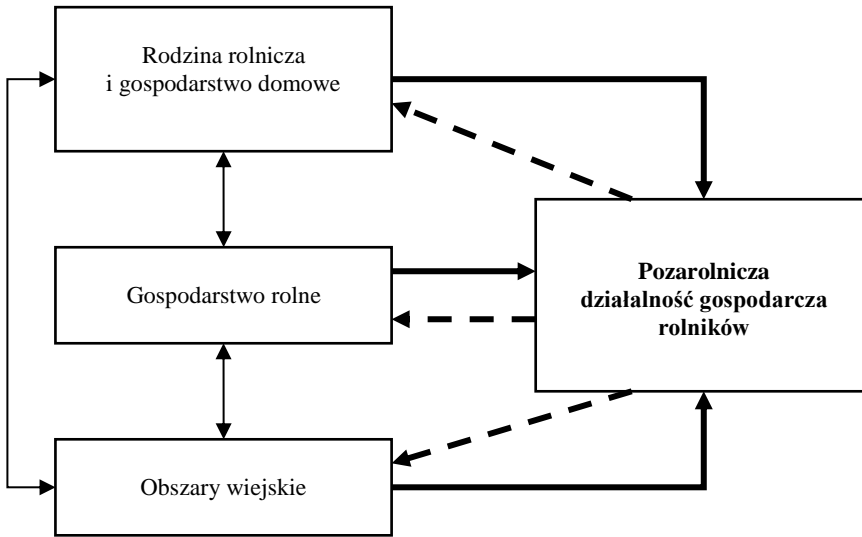 Rodzina rolnicza
i gospodarstwo domowe
Gospodarstwo rolne
Pozarolnicza
działalność gospodarcza
rolników
Obszary wiejskie